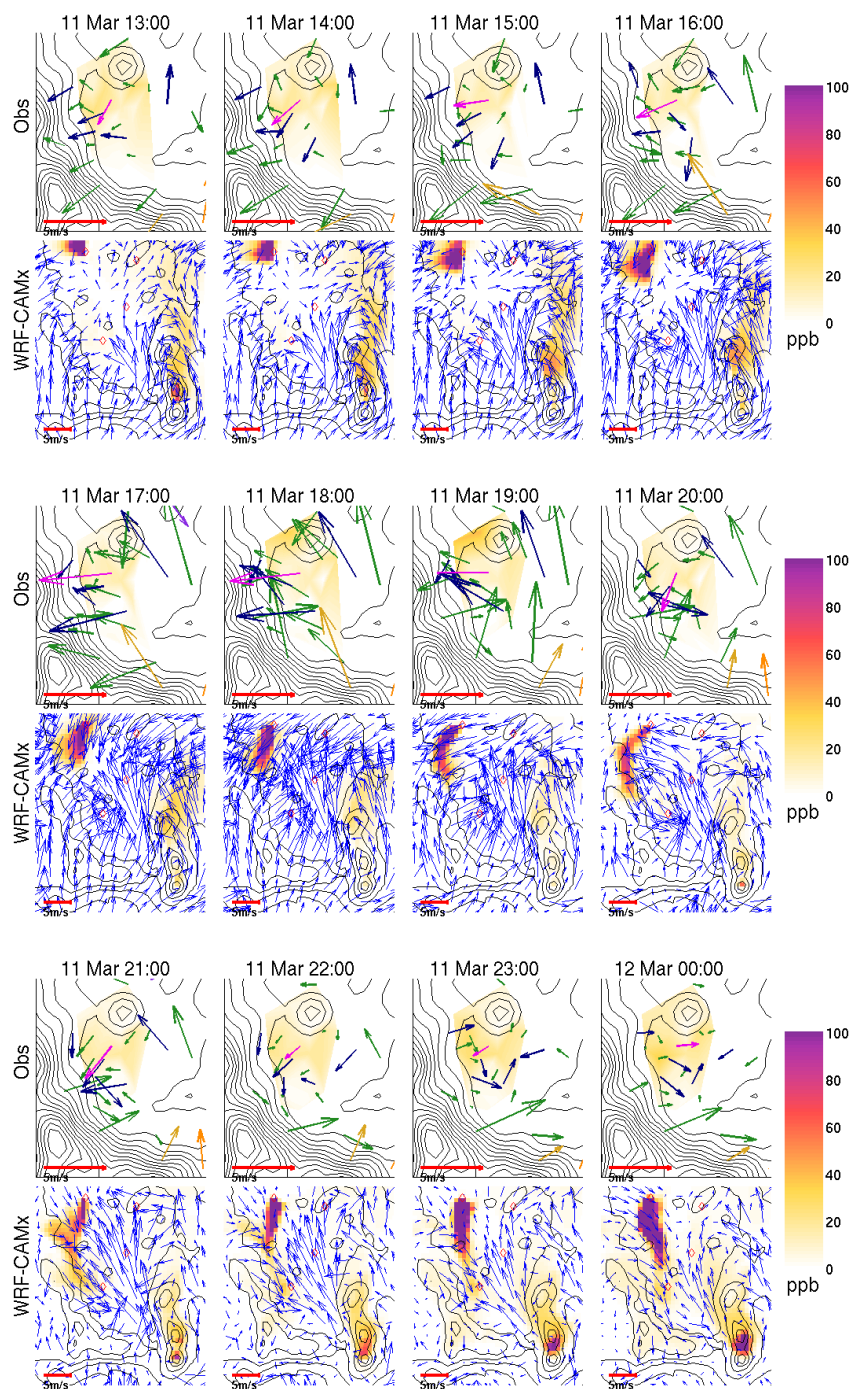 11 Mar 13:00 11 Mar 14:00 11 Mar 15:00 11 Mar 16:00
Obs
5m/s 5m/s 5m/s 5m/s
WRF-CAMx
5m/s 5m/s 5m/s 5m/s
100
80
60
40
20
0
ppb
11 Mar 17:00 11 Mar 18:00 11 Mar 19:00 11 Mar 20:00
Obs
5m/s 5m/s 5m/s 5m/s
WRF-CAMx
5m/s 5m/s 5m/s 5m/s
100
80
60
40
20
0
ppb
11 Mar 21:00 11 Mar 22:00 11 Mar 23:00 12 Mar 00:00
Obs
5m/s 5m/s 5m/s 5m/s
WRF-CAMx
5m/s 5m/s 5m/s 5m/s
100
80
60
40
20
0
ppb